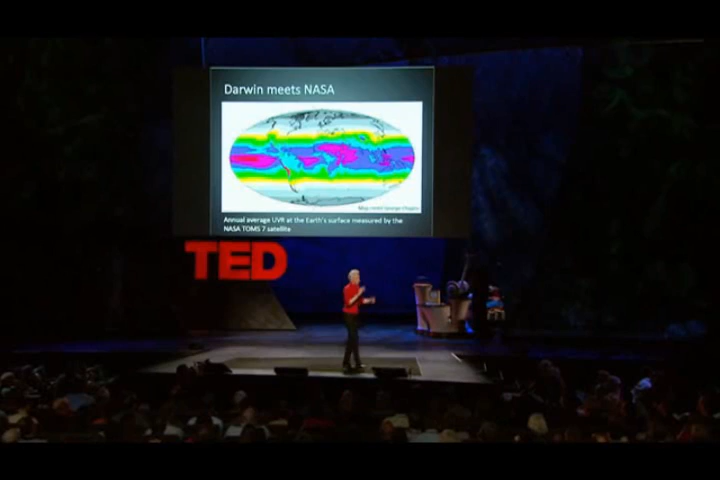 Darwin meets NASA
Annual average UVR at the Earth's surface measured by the
NASA TOMS 7 satellite
TED